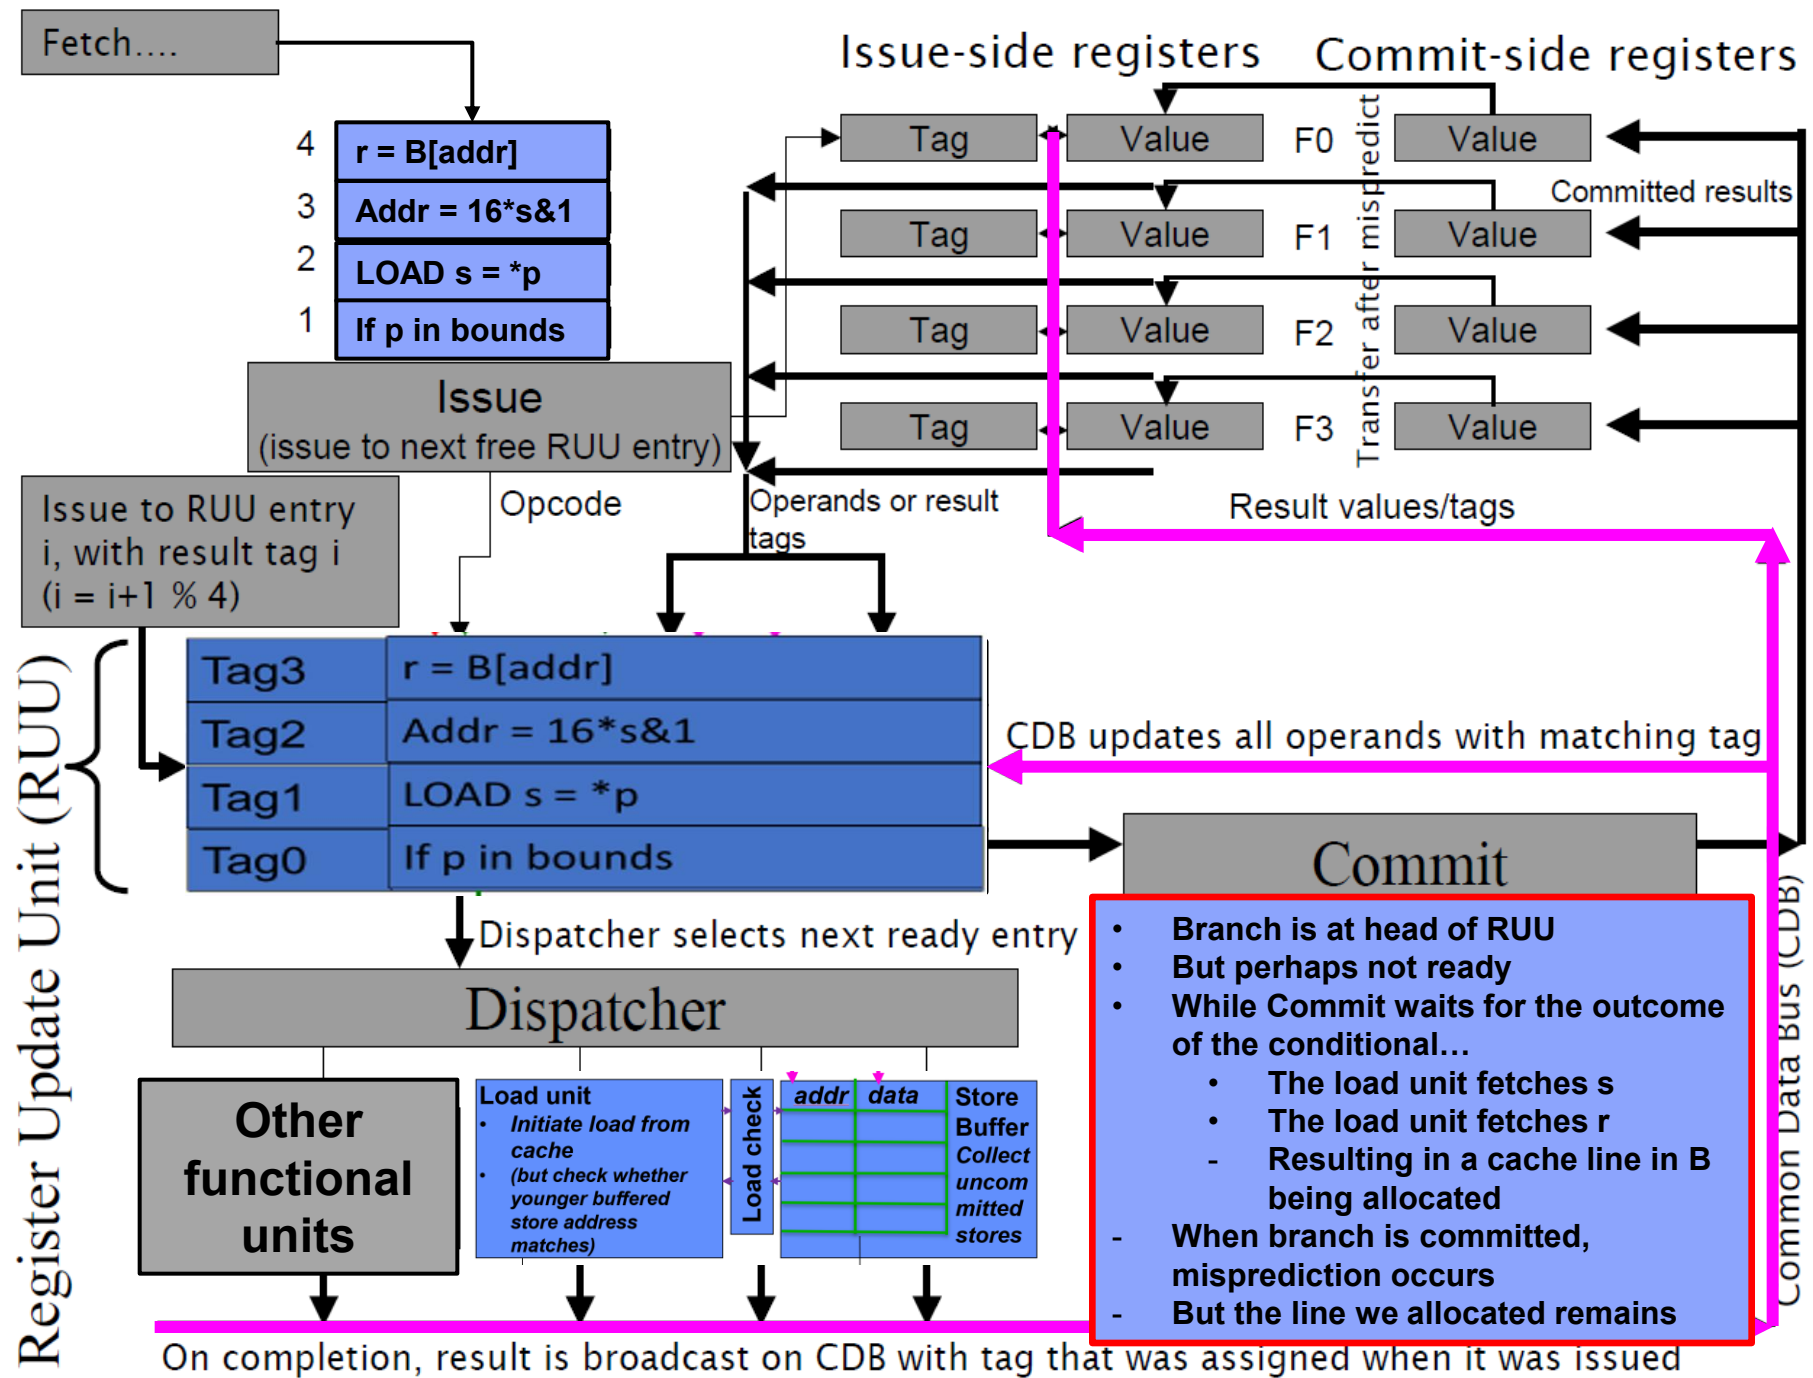 Fetch....
Issue-side registers
Commit-side registers
4
r = B[addr]
3
Addr = 16*s&1
2
LOAD s = *p
1
If p in bounds
Issue
(issue to next free RUU entry)
Tag
Value
F0
Value
Tag
Value
F1
Value
Tag
Value
F2
Value
Tag
Value
F3
Value
Transfer after mispredict
Committed results
Issue to RUU entry
i, with result tag i
(i = i+1 % 4)
Opcode
Operands or result
tags
Result values/tags
Register Update Unit (RUU)
Tag3
r = B[addr]
Tag2
Addr = 16*s&1
Tag1
LOAD s = *p
Tag0
If p in bounds
CDB updates all operands with matching tag
Commit
Dispatcher selects next ready entry
Dispatcher
Other
functional
units
Load unit
• Initiate load from
cache
• (but check whether
younger buffered
store address
matches)
Load check
addr
data
Store
Buffer
Collect
uncom
mitted
stores
• Branch is at head of RUU
• But perhaps not ready
• While Commit waits for the outcome
of the conditional…
• The load unit fetches s
• The load unit fetches r
- Resulting in a cache line in B
being allocated
- When branch is committed,
misprediction occurs
- But the line we allocated remains
Common Data Bus (CDB)
On completion, result is broadcast on CDB with tag that was assigned when it was issued